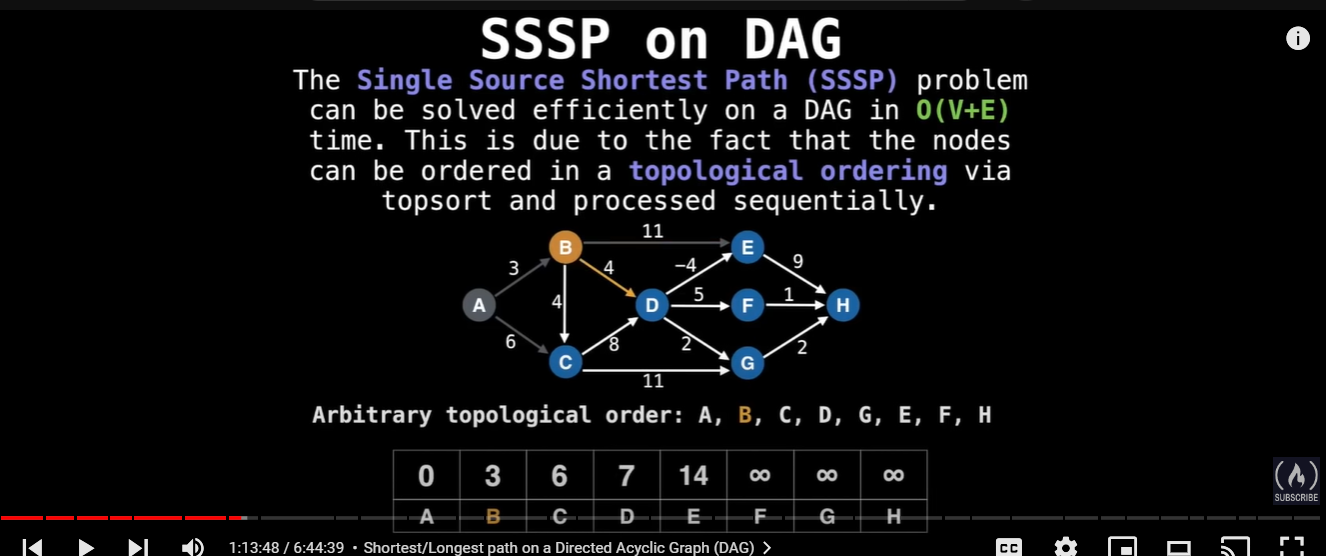 SSSP on DAG
The Single Source Shortest Path (SSSP) problem
can be solved efficiently on a DAG in O(V+E)
time. This is due to the fact that the nodes
can be ordered in a topological ordering via
topsort and processed sequentially.
11
B
E
3
4
-4
9
A
4
D
5
F
1
H
6
8
2
2
C
G
11
Arbitrary topological order: A, B, C, D, G, E, F, H
0 3 6 7 14 ∞ ∞ ∞
A B C D E F G H
SUBSCRIBE
1:13:48 / 6:44:39 • Shortest/Longest path on a Directed Acyclic Graph (DAG)
CC